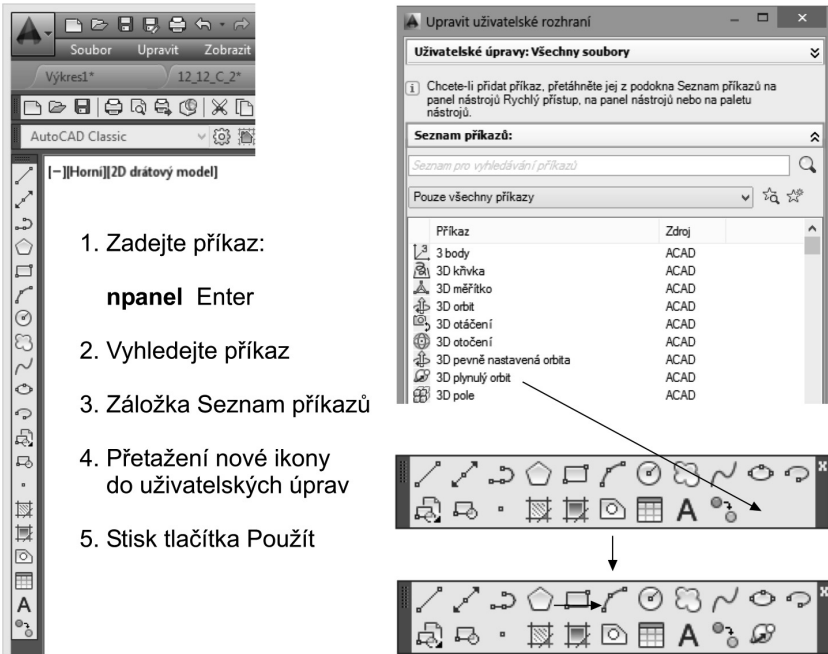 Soubor Upravit Zobrazit
Výkres1* 12_12_C_2*
AutoCAD Classic
[−][Horní][2D drátový model]
1. Zadejte příkaz:
npanel Enter
2. Vyhledejte příkaz
3. Záložka Seznam příkazů
4. Přetažení nové ikony
do uživatelských úprav
5. Stisk tlačítka Použít
A
Upravit uživatelské rozhraní
Uživatelské úpravy: Všechny soubory
Chcete-li přidat příkaz, přetáhněte jej z podokna Seznam příkazů na
panel nástrojů Rychlý přístup, na panel nástrojů nebo na paletu
nástrojů.
Seznam příkazů:
Seznam pro vyhledávání příkazů
Pouze všechny příkazy
Příkaz Zdroj
3 body ACAD
3D křivka ACAD
3D měřítko ACAD
3D orbit ACAD
3D otáčení ACAD
3D otočení ACAD
3D pevně nastavená orbita ACAD
3D plynulý orbit ACAD
3D pole ACAD
A
A